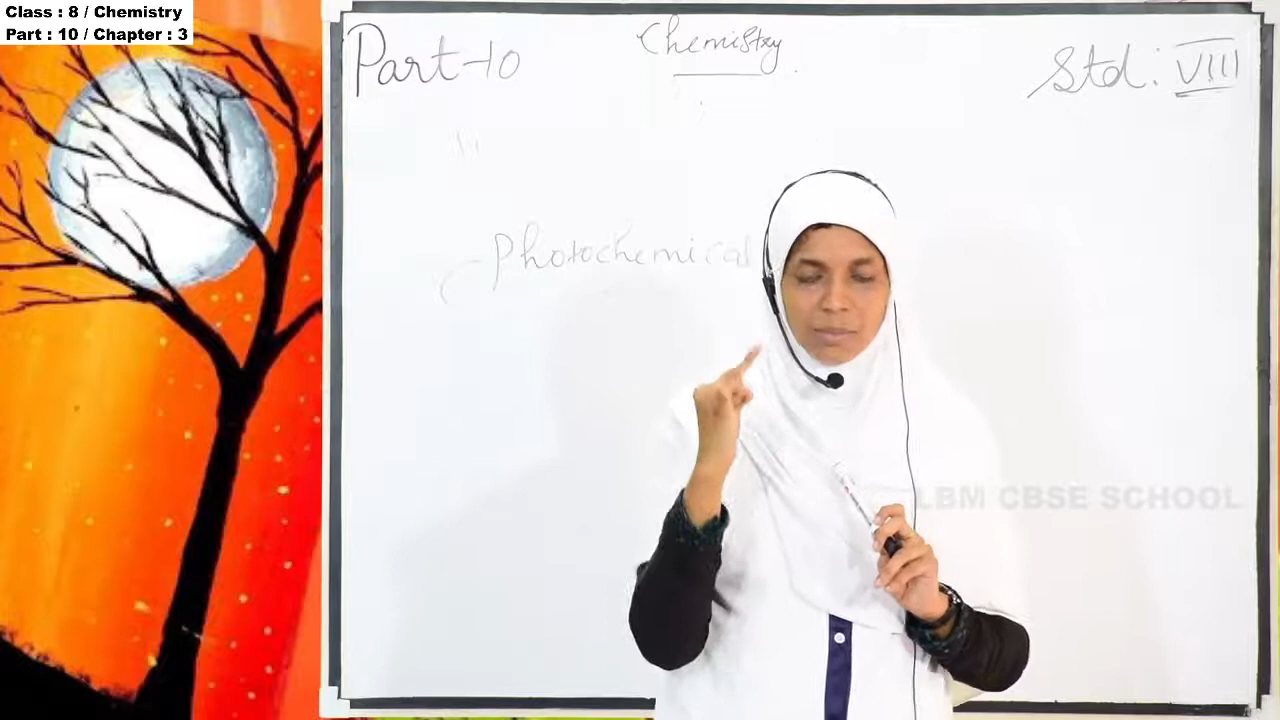 Class : 8 / Chemistry
Part : 10 / Chapter : 3
Part-10
Chemistry
Std: VIII
Photochemical
LBM CBSE SCHOOL